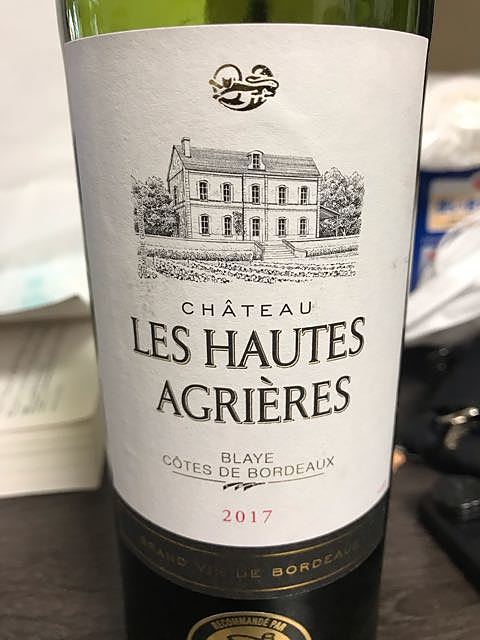 CHÂTEAU
LES HAUTES
AGRIÈRES
BLAYE
CÔTES DE BORDEAUX
2017
GRAND VIN DE BORDEAUX
RECOMMANDÉ PAR